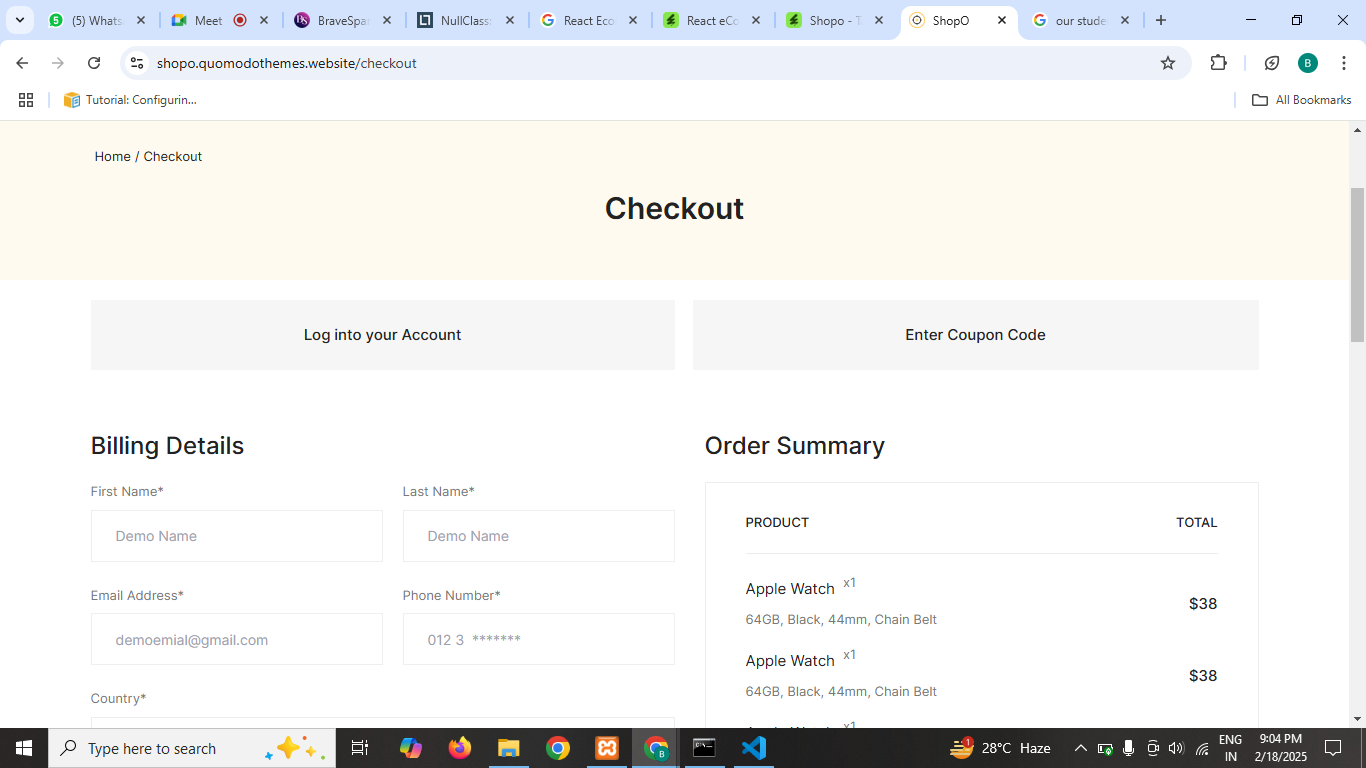 (5) Whats
Meet
BraveSpar
NullClass:
React Eco
React eCo
Shopo - T
ShopO
our stude
shopo.quomodothemes.website/checkout
B
Tutorial: Configurin...
All Bookmarks
Home / Checkout
Checkout
Log into your Account
Enter Coupon Code
Billing Details
Order Summary
First Name*
Last Name*
PRODUCT
TOTAL
Demo Name
Demo Name
Apple Watch x1
$38
64GB, Black, 44mm, Chain Belt
Email Address*
Phone Number*
demoemial@gmail.com
012 3 *******
Apple Watch x1
$38
64GB, Black, 44mm, Chain Belt
Country*
x1
Type here to search
28°C Haze
ENG
IN
9:04 PM
2/18/2025